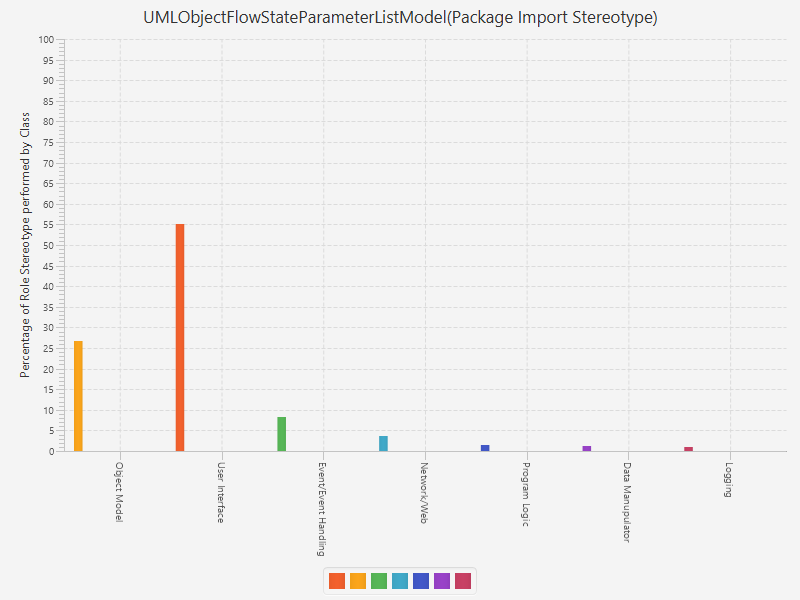 UMLObjectFlowStateParameterListModel(Package Import Stereotype)
Percentage of Role Stereotype performed by Class
100
95
90
85
80
75
70
65
60
55
50
45
40
35
30
25
20
15
10
5
0
Object Model
User Interface
Event/Event Handling
Network/Web
Program Logic
Data Manupulator
Logging